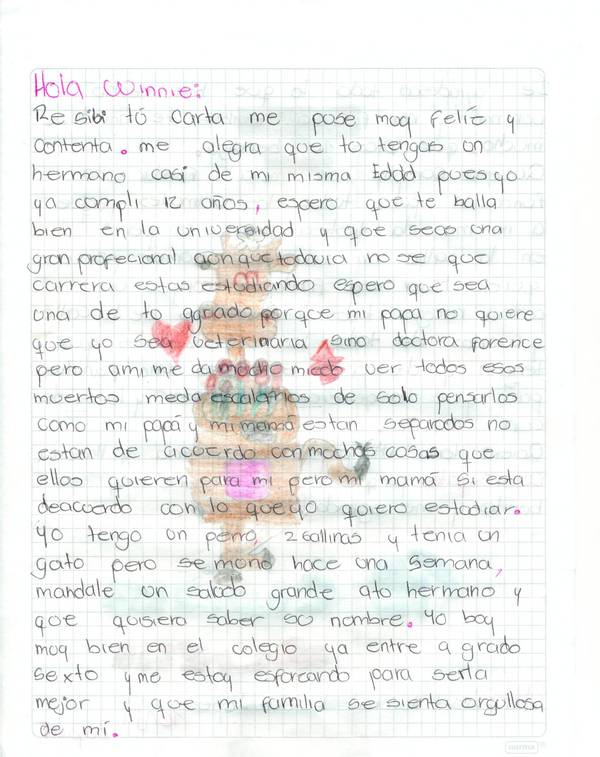 Hola Winnie:
Resibi tú carta me puse muy feliz y
contenta. me alegra que tu tengas un
hermano casi de mi misma Edad pues yo
ya cumpli 12 años, espero que te balla
bien en la universidad y que seas una
gran profecional aunque todavia no se que
carrera estas estudiando espero que sea
una de tu agrado porque mi papa no quiere
que yo sea veterinaria sino doctora forence
pero ami me da mucho miedo ver todos esos
muertos meda escalofrios de solo pensarlos
como mi papá y mi mamá estan separados no
estan de acuerdo con muchas cosas que
ellos quieren para mi pero mi mamá si esta
deacuerdo con lo que yo quiero estudiar.
yo tengo un perro, 2 Gallinas y tenia un
gato pero se murio hace una semana,
mandale un saludo grande atu hermano y
que quisiera saber su nombre. yo boy
muy bien en el colegio ya entre a grado
sexto y me estoy esforcando para serla
mejor y que mi familia se sienta orgullosa
de mí.
norma